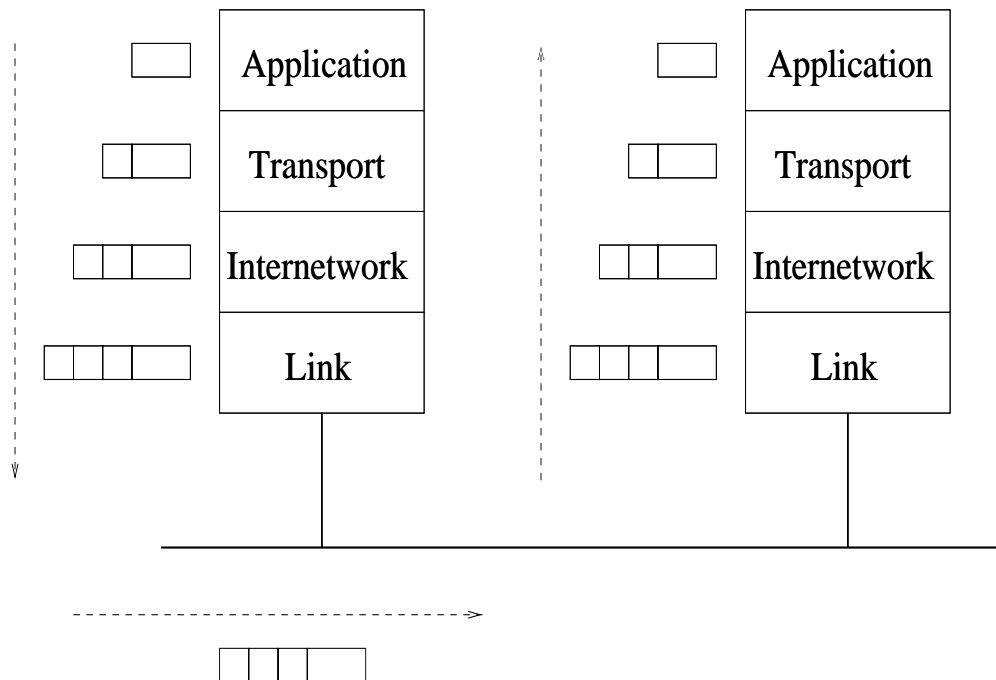 Application
Transport
Internetwork
Link
Application
Transport
Internetwork
Link